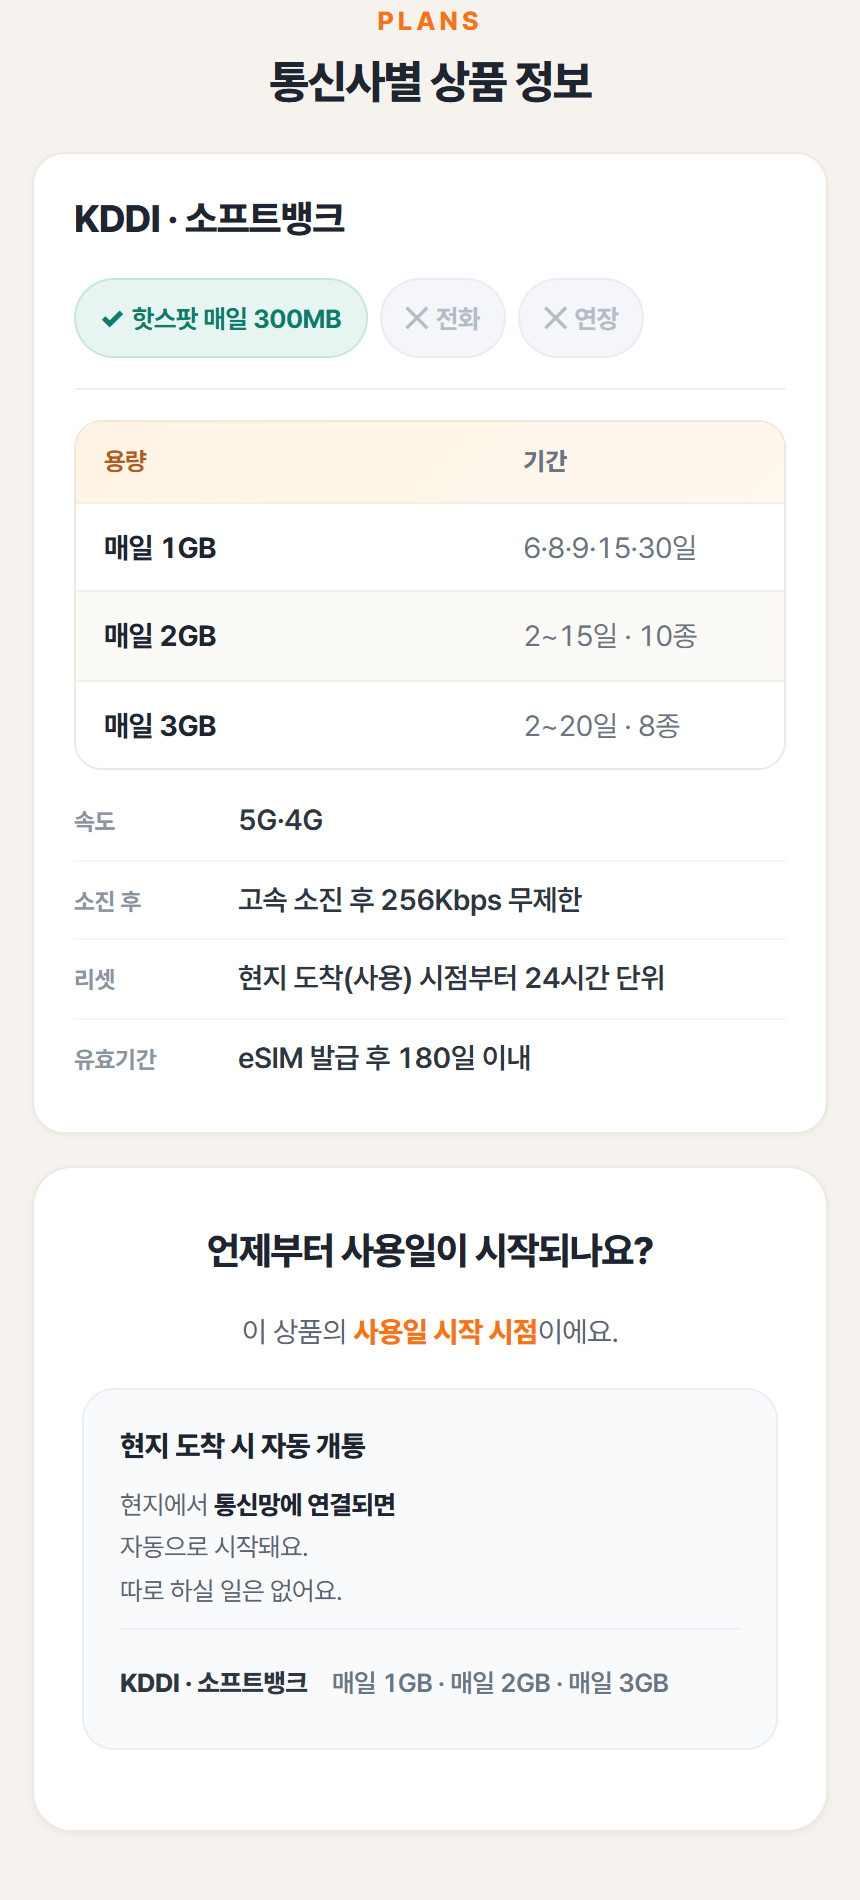 PLANS
통신사별 상품 정보
KDDI · 소프트뱅크
✓ 핫스팟 매일 300MB ✕ 전화 ✕ 연장
용량 기간
매일 1GB 6·8·9·15·30일
매일 2GB 2~15일 · 10종
매일 3GB 2~20일 · 8종
속도 5G·4G
소진 후 고속 소진 후 256Kbps 무제한
리셋 현지 도착(사용) 시점부터 24시간 단위
유효기간 eSIM 발급 후 180일 이내
언제부터 사용일이 시작되나요?
이 상품의 사용일 시작 시점이에요.
현지 도착 시 자동 개통
현지에서 통신망에 연결되면
자동으로 시작돼요.
따로 하실 일은 없어요.
KDDI · 소프트뱅크 매일 1GB · 매일 2GB · 매일 3GB